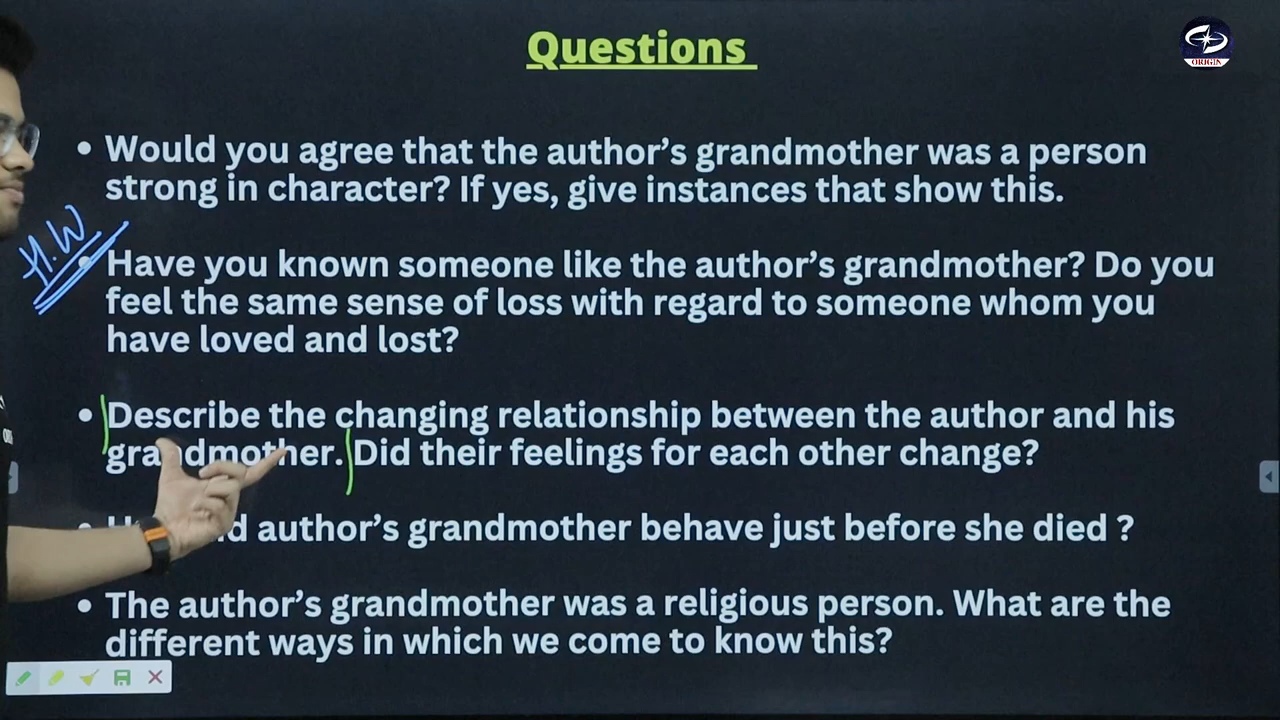 Questions
ORIGIN
• Would you agree that the author's grandmother was a person
strong in character? If yes, give instances that show this.
H.W
• Have you known someone like the author's grandmother? Do you
feel the same sense of loss with regard to someone whom you
have loved and lost?
• Describe the changing relationship between the author and his
grandmother. Did their feelings for each other change?
• author's grandmother behave just before she died ?
• The author's grandmother was a religious person. What are the
different ways in which we come to know this?